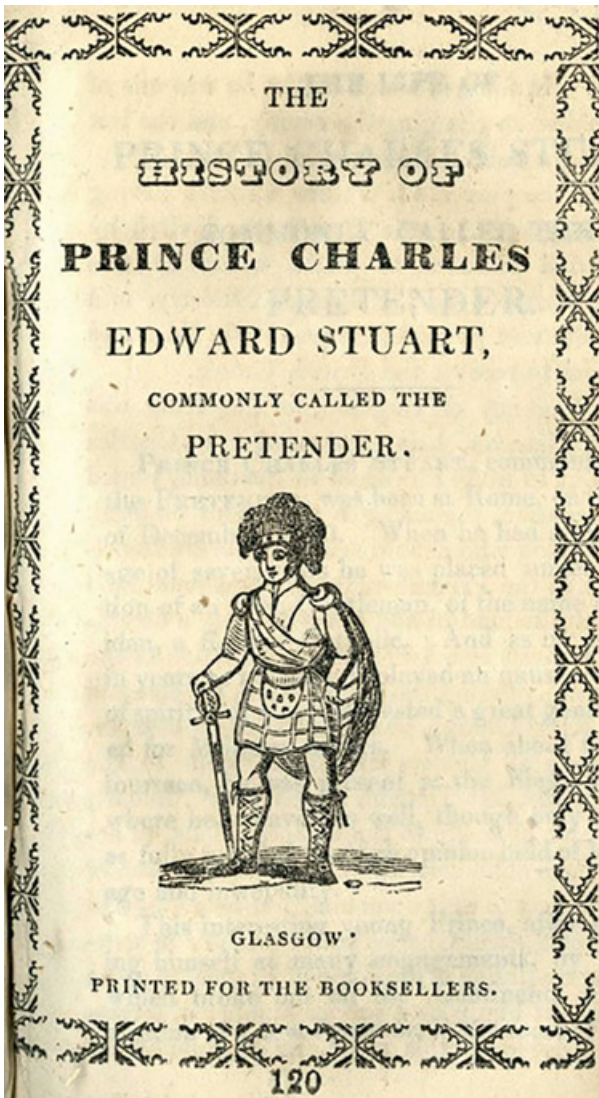 THE
HISTORY OF
PRINCE CHARLES
EDWARD STUART,
COMMONLY CALLED THE
PRETENDER.
GLASGOW,
PRINTED FOR THE BOOKSELLERS.
120